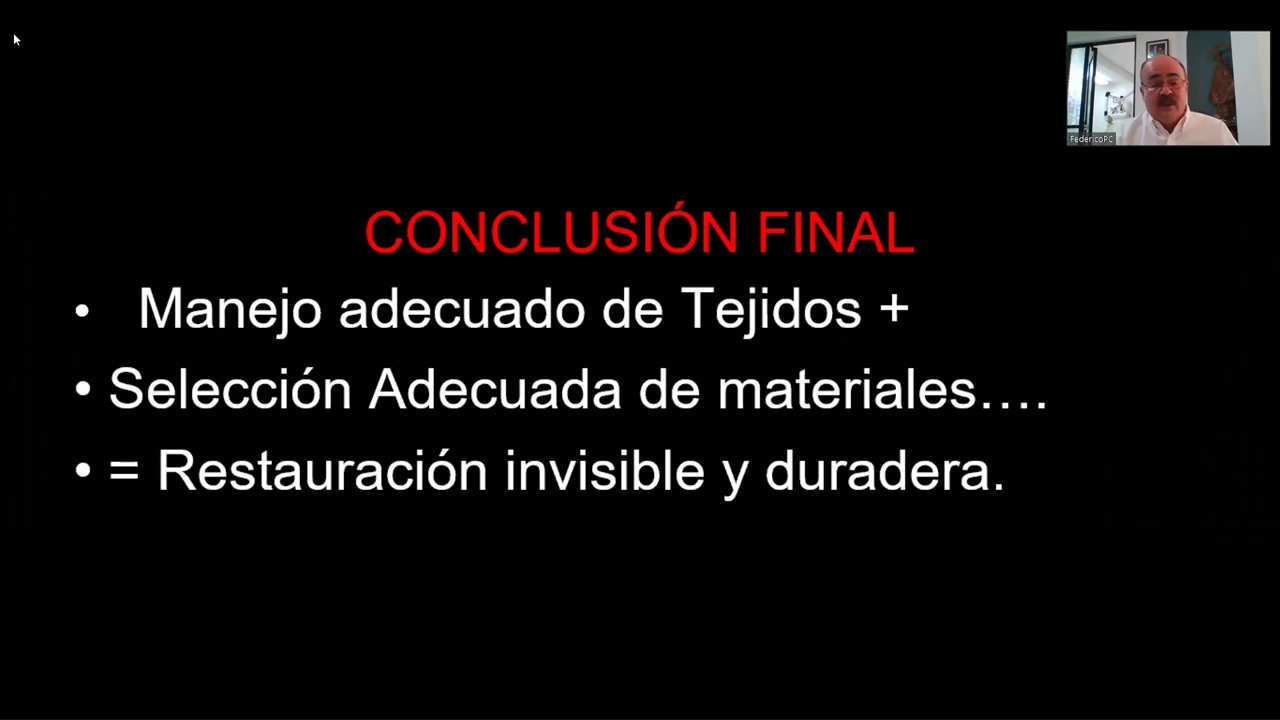 FedericoPC
CONCLUSIÓN FINAL
• Manejo adecuado de Tejidos +
• Selección Adecuada de materiales….
• = Restauración invisible y duradera.